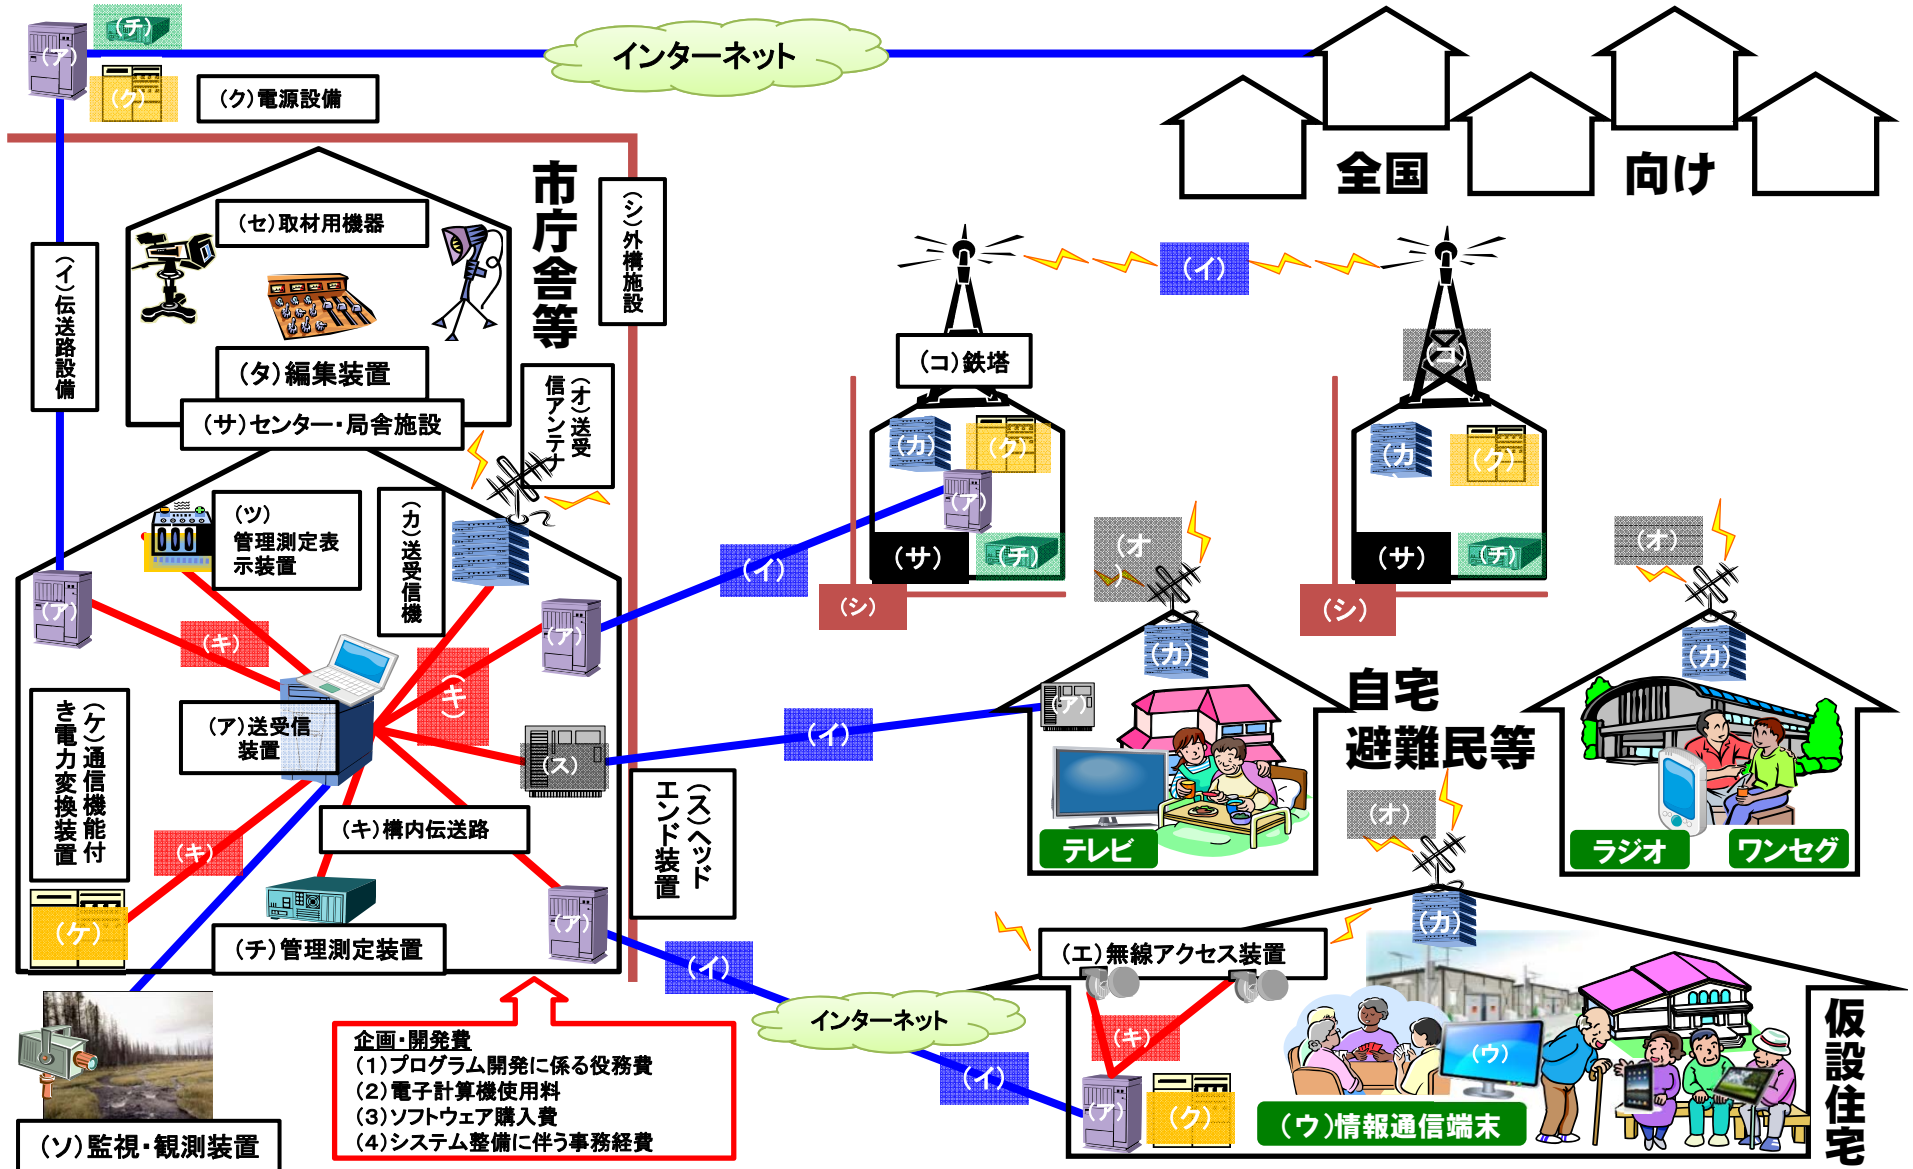 (チ)
(ア)
(ク)
(ク)電源設備
インターネット
全国
向け
市庁舎等
(シ)外構施設
(セ)取材用機器
(イ)伝送路設備
(タ)編集装置
(サ)センター・局舎施設
(オ)送受
信アンテナ
(ツ)
管理測定表
示装置
(カ)送受信機
(ア)
(キ)
(ア)
(キ)
(ケ)通信機能付
き電力変換装置
(ア)送受信
装置
(ス)
(キ)構内伝送路
(キ)
(ス)ヘッド
エンド装置
(ケ)
(チ)管理測定装置
(ア)
(ソ)監視・観測装置
企画・開発費
(1)プログラム開発に係る役務費
(2)電子計算機使用料
(3)ソフトウェア購入費
(4)システム整備に伴う事務経費
(イ)
(イ)
(イ)
インターネット
(イ)
(イ)
(コ)鉄塔
(カ)
(ク)
(ア)
(サ)
(チ)
(シ)
(コ)
(カ
)
(ク)
(サ)
(チ)
(シ)
(オ
)
(カ)
(ア)
テレビ
自宅
避難民等
(オ)
(カ)
ラジオ
ワンセグ
(オ)
(カ)
(エ)無線アクセス装置
(キ)
(ア)
(ク)
(ウ)
(ウ)情報通信端末
仮設住宅